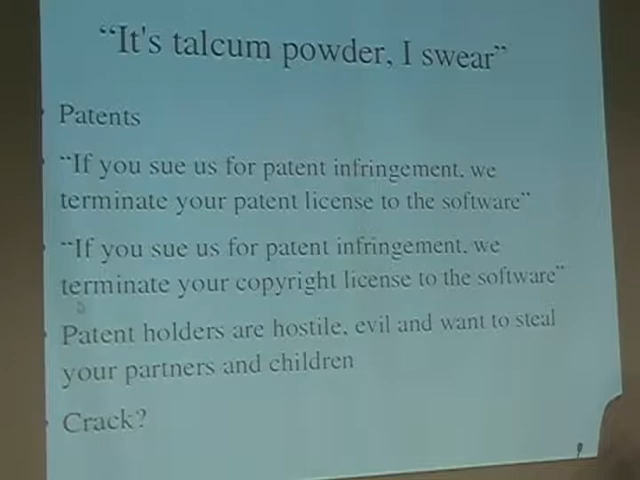 “It's talcum powder, I swear”
Patents
“If you sue us for patent infringement, we
terminate your patent license to the software”
“If you sue us for patent infringement, we
terminate your copyright license to the software”
Patent holders are hostile, evil and want to steal
your partners and children
Crack?